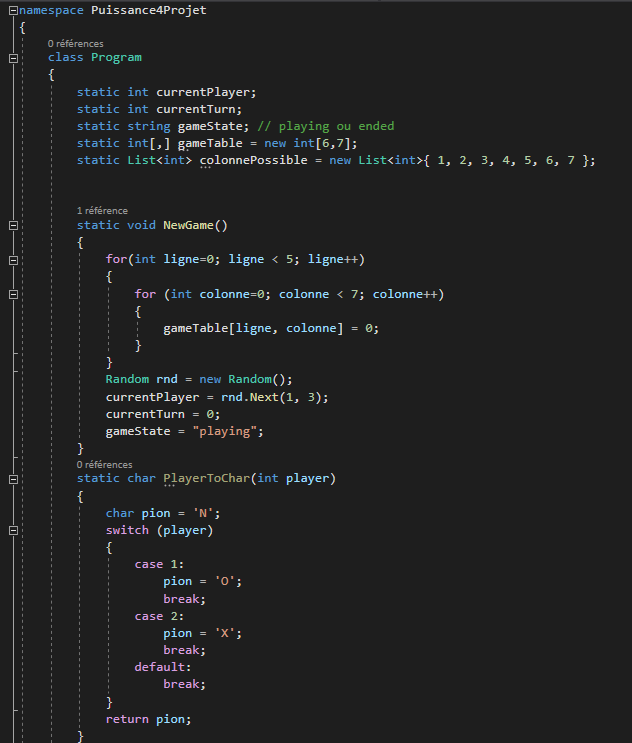 namespace Puissance4Projet
{
0 références
class Program
{
static int currentPlayer;
static int currentTurn;
static string gameState; // playing ou ended
static int[,] gameTable = new int[6,7];
static List<int> colonnePossible = new List<int>{ 1, 2, 3, 4, 5, 6, 7 };
1 référence
static void NewGame()
{
for(int ligne=0; ligne < 5; ligne++)
{
for (int colonne=0; colonne < 7; colonne++)
{
gameTable[ligne, colonne] = 0;
}
}
Random rnd = new Random();
currentPlayer = rnd.Next(1, 3);
currentTurn = 0;
gameState = "playing";
}
0 références
static char PlayerToChar(int player)
{
char pion = 'N';
switch (player)
{
case 1:
pion = 'O';
break;
case 2:
pion = 'X';
break;
default:
break;
}
return pion;
}